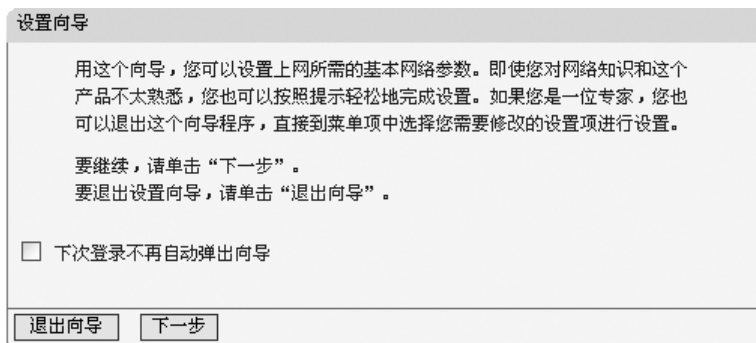 设置向导
用这个向导，您可以设置上网所需的基本网络参数。即使您对网络知识和这个
产品不太熟悉，您也可以按照提示轻松地完成设置。如果您是一位专家，您也
可以退出这个向导程序，直接到菜单项中选择您需要修改的设置项进行设置。
要继续，请单击“下一步”。
要退出设置向导，请单击“退出向导”。
下次登录不再自动弹出向导
退出向导 下一步